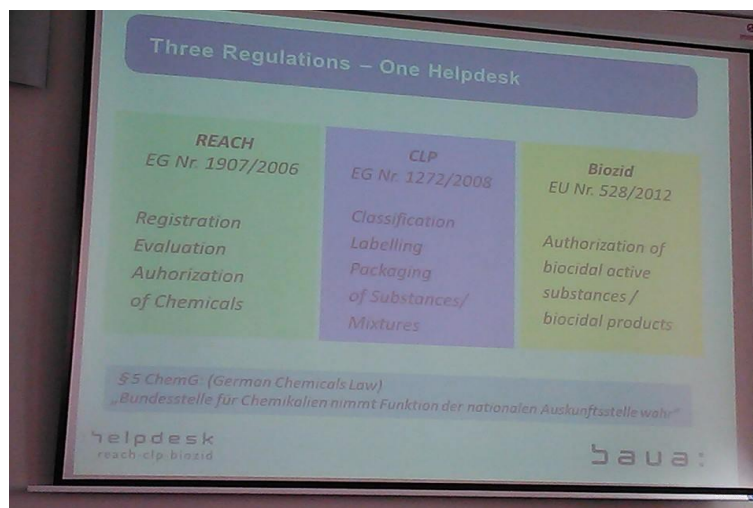 Three Regulations – One Helpdesk
REACH
EG Nr. 1907/2006
Registration
Evaluation
Auhorization
of Chemicals
CLP
EG Nr. 1272/2008
Classification
Labelling
Packaging
of Substances/
Mixtures
Biozid
EU Nr. 528/2012
Authorization of
biocidal active
substances /
biocidal products
§ 5 ChemG: (German Chemicals Law)
„Bundesstelle für Chemikalien nimmt Funktion der nationalen Auskunftsstelle wahr“
helpdesk
reach-clp-biozid
baua: